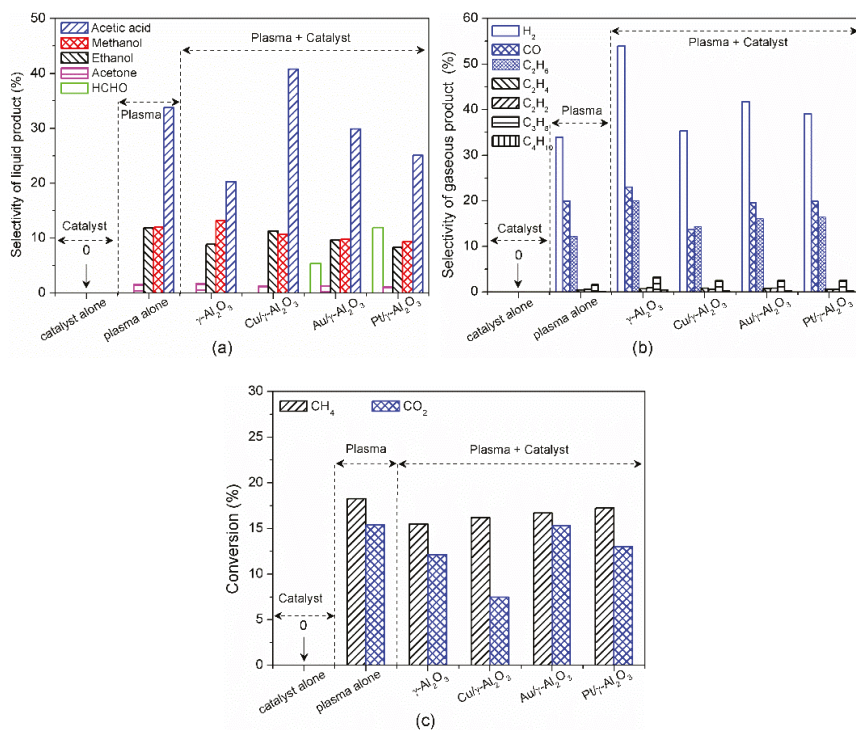 Selectivity of liquid product (%)
50
40
30
20
10
0
Acetic acid
Methanol
Ethanol
Acetone
HCHO
Plasma + Catalyst
Plasma
Catalyst
0
catalyst alone
plasma alone
γ-Al₂O₃
Cu/γ-Al₂O₃
Au/γ-Al₂O₃
Pt/γ-Al₂O₃
(a)
Selectivity of gaseous product (%)
60
50
40
30
20
10
0
H₂
CO
C₂H₆
C₂H₄
C₂H₂
C₃H₈
C₄H₁₀
Plasma + Catalyst
Plasma
Catalyst
0
catalyst alone
plasma alone
γ-Al₂O₃
Cu/γ-Al₂O₃
Au/γ-Al₂O₃
Pt/γ-Al₂O₃
(b)
Conversion (%)
30
25
20
15
10
5
0
CH₄
CO₂
Plasma
Plasma + Catalyst
Catalyst
0
catalyst alone
plasma alone
γ-Al₂O₃
Cu/γ-Al₂O₃
Au/γ-Al₂O₃
Pt/γ-Al₂O₃
(c)